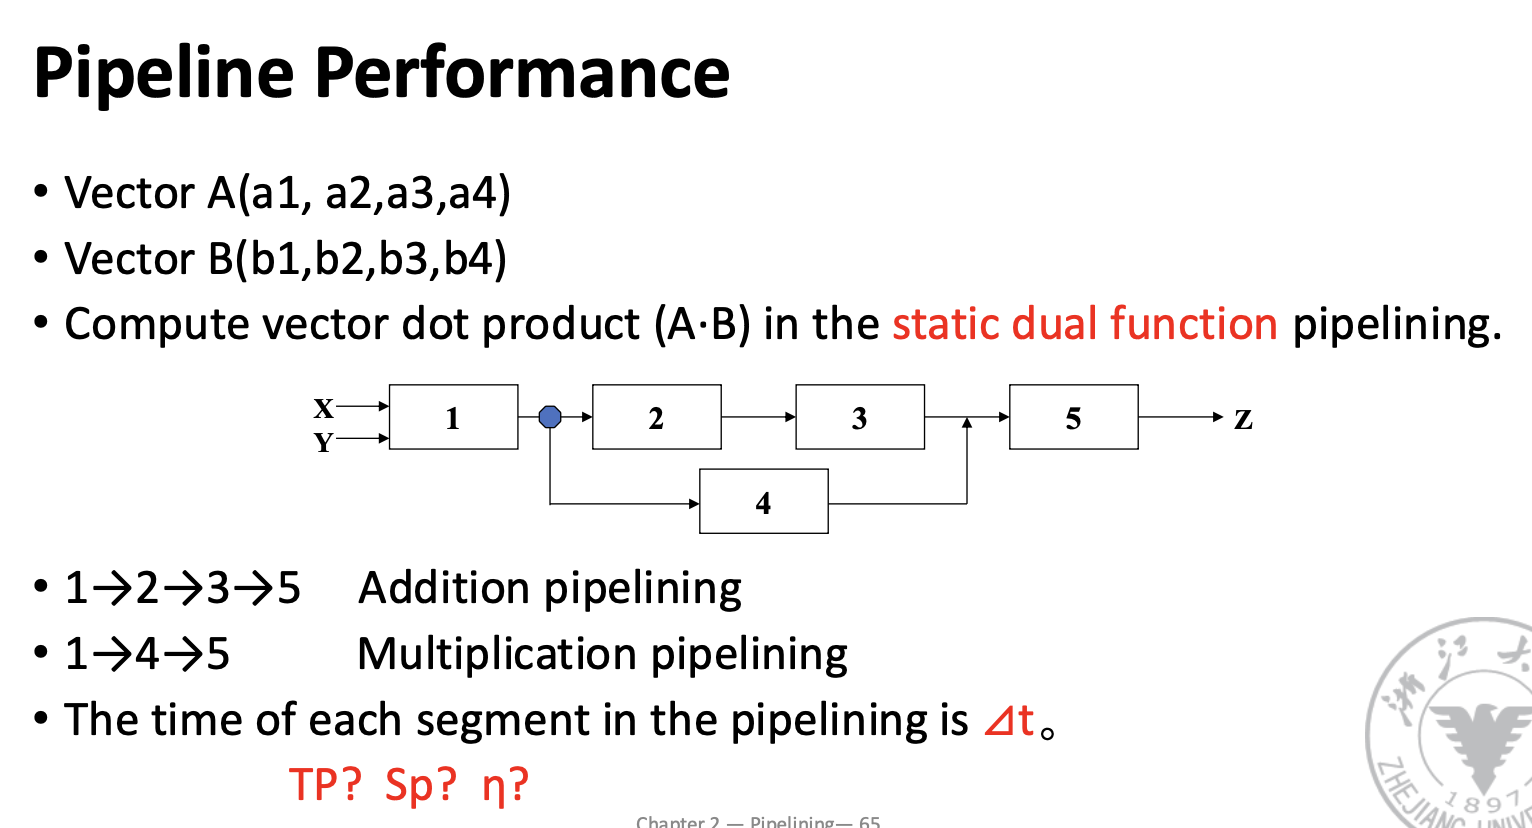 Pipeline Performance
• Vector A(a1, a2,a3,a4)
• Vector B(b1,b2,b3,b4)
• Compute vector dot product (A·B) in the static dual function pipelining.
X
Y
1
2
3
5
Z
4
• 1→2→3→5 Addition pipelining
• 1→4→5 Multiplication pipelining
• The time of each segment in the pipelining is ⊿t。
TP? Sp? η?
Chapter 2 — Pipelining— 65
浙江大
ZHEJIANG UNIVE
1897